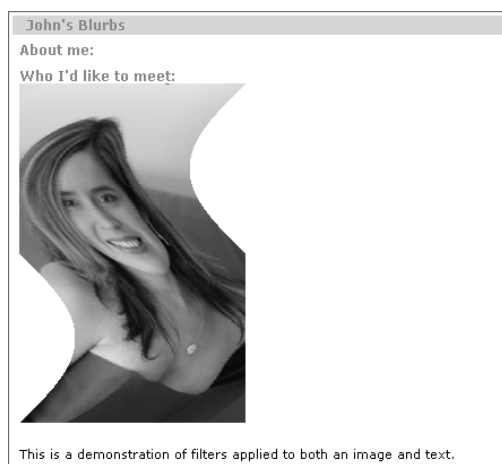 John's Blurbs
About me:
Who I'd like to meet:
This is a demonstration of filters applied to both an image and text.